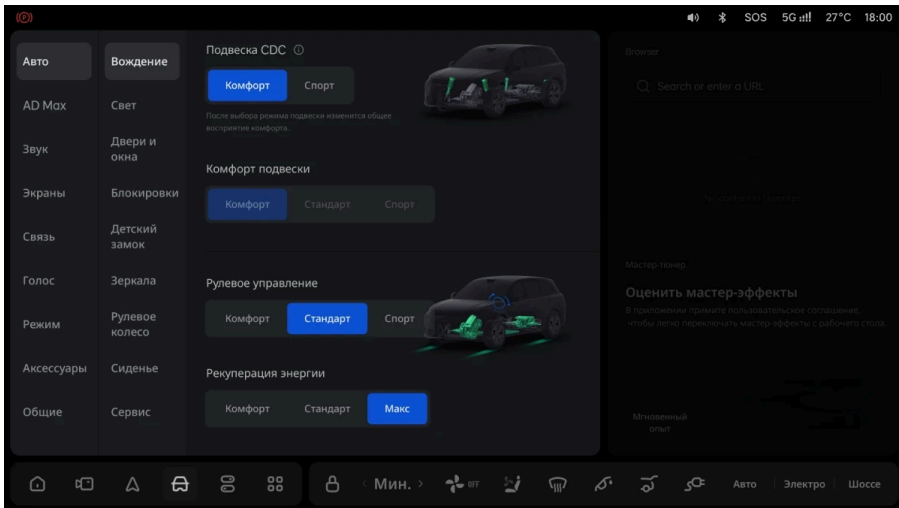 (P)
SOS
5G
27°C
18:00
Авто
AD Max
Звук
Экраны
Связь
Голос
Режим
Аксессуары
Общие
Вождение
Свет
Двери и
окна
Блокировки
Детский
замок
Зеркала
Рулевое
колесо
Сиденье
Сервис
Подвеска CDC
Комфорт Спорт
После выбора режима подвески изменится общее
восприятие комфорта.
Комфорт подвески
Комфорт Стандарт Спорт
Рулевое управление
Комфорт Стандарт Спорт
Рекуперация энергии
Комфорт Стандарт Макс
Browser
Search or enter a URL
Мастер-тюнер
Оценить мастер-эффекты
В приложении примите пользовательское соглашение,
чтобы легко переключать мастер-эффекты с рабочего стола.
Мгновенный
опыт
< Мин. >
OFF
Авто
Электро
Шоссе